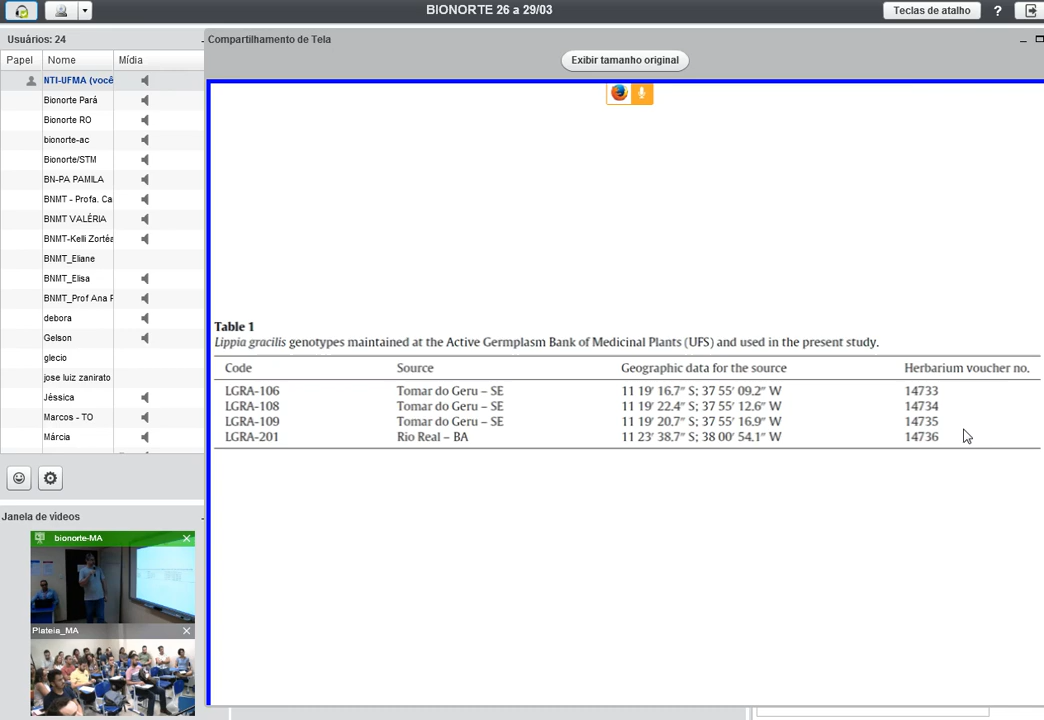 BIONORTE 26 a 29/03
Teclas de atalho
?
Usuários: 24
Papel Nome Mídia
NTI-UFMA (você
Bionorte Pará
Bionorte RO
bionorte-ac
Bionorte/STM
BN-PA PAMILA
BNMT - Profa. Ca
BNMT VALÉRIA
BNMT-Kelli Zortéa
BNMT_Eliane
BNMT_Elisa
BNMT_Prof Ana F
debora
Gelson
glecio
jose luiz zanirato
Jéssica
Marcos - TO
Márcia
Janela de vídeos
bionorte-MA
Plateia_MA
Compartilhamento de Tela
Exibir tamanho original
Table 1
Lippia gracilis genotypes maintained at the Active Germplasm Bank of Medicinal Plants (UFS) and used in the present study.
Code Source Geographic data for the source Herbarium voucher no.
LGRA-106 Tomar do Geru – SE 11 19′ 16.7″ S; 37 55′ 09.2″ W 14733
LGRA-108 Tomar do Geru – SE 11 19′ 22.4″ S; 37 55′ 12.6″ W 14734
LGRA-109 Tomar do Geru – SE 11 19′ 20.7″ S; 37 55′ 16.9″ W 14735
LGRA-201 Rio Real – BA 11 23′ 38.7″ S; 38 00′ 54.1″ W 14736